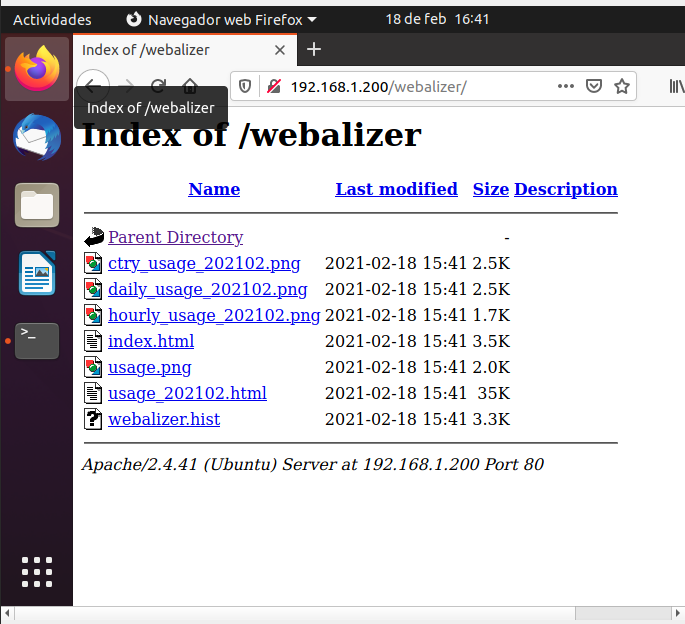 Actividades Navegador web Firefox 18 de feb 16:41
Index of /webalizer
192.168.1.200/webalizer/
Index of /webalizer
Index of /webalizer
Name Last modified Size Description
Parent Directory -
ctry_usage_202102.png 2021-02-18 15:41 2.5K
daily_usage_202102.png 2021-02-18 15:41 2.5K
hourly_usage_202102.png 2021-02-18 15:41 1.7K
index.html 2021-02-18 15:41 3.5K
usage.png 2021-02-18 15:41 2.0K
usage_202102.html 2021-02-18 15:41 35K
webalizer.hist 2021-02-18 15:41 3.3K
Apache/2.4.41 (Ubuntu) Server at 192.168.1.200 Port 80